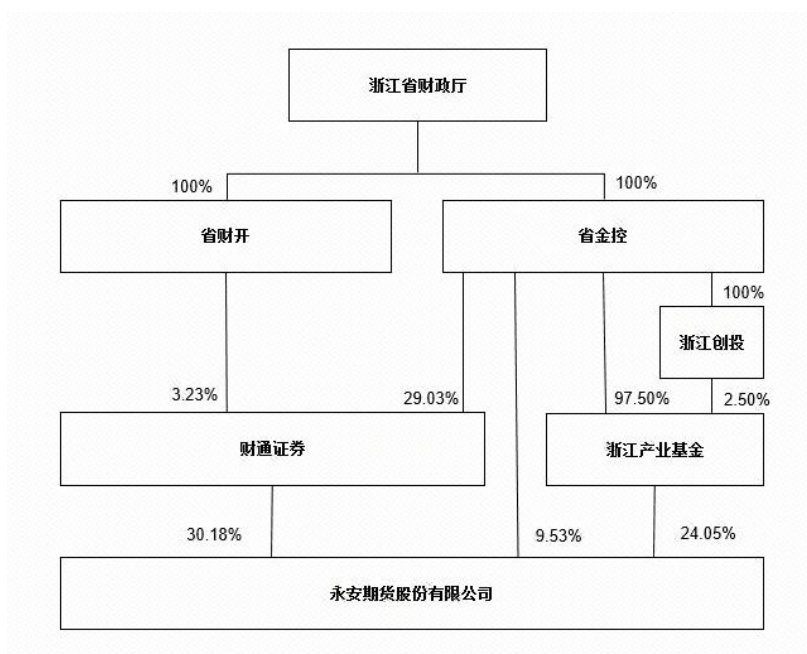 浙江省财政厅
100%
100%
省财开
省金控
100%
浙江创投
3.23%
29.03%
97.50%
2.50%
财通证券
浙江产业基金
30.18%
9.53%
24.05%
永安期货股份有限公司